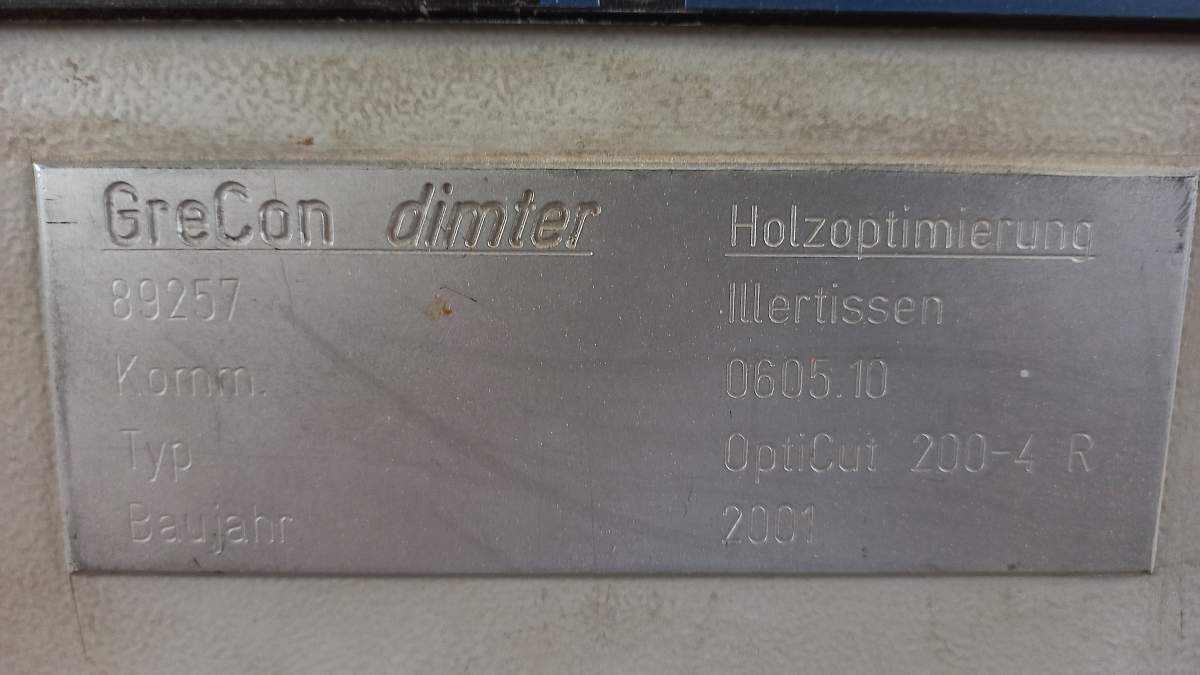 GreCon dimter Holzoptimierung
89257 Illertissen
Komm. 0605.10
Typ OptiCut 200-4 R
Baujahr 2001